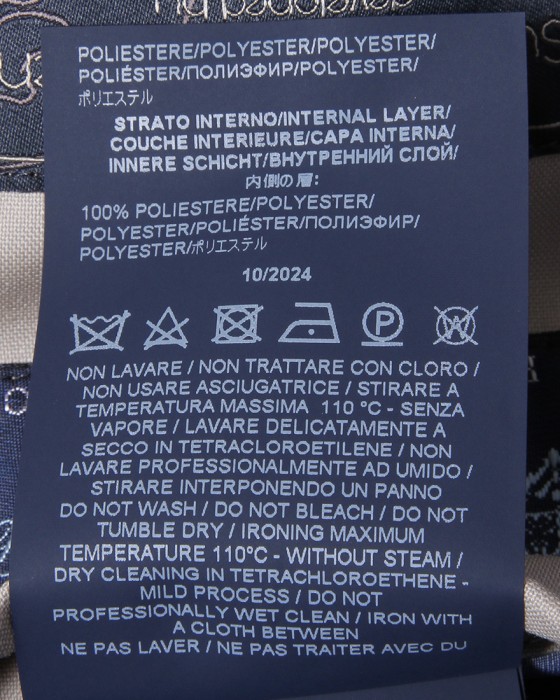 POLIESTERE/POLYESTER/POLYESTER/
POLIÉSTER/ПОЛИЭФИР/POLYESTER/
ポリエステル
STRATO INTERNO/INTERNAL LAYER/
COUCHE INTERIEURE/CAPA INTERNA/
INNERE SCHICHT/ВНУТРЕННИЙ СЛОЙ/
内側の層:
100% POLIESTERE/POLYESTER/
POLYESTER/POLIÉSTER/ПОЛИЭФИР/
POLYESTER/ポリエステル
10/2024
P W
NON LAVARE / NON TRATTARE CON CLORO /
NON USARE ASCIUGATRICE / STIRARE A
TEMPERATURA MASSIMA 110 °C - SENZA
VAPORE / LAVARE DELICATAMENTE A
SECCO IN TETRACLOROETILENE / NON
LAVARE PROFESSIONALMENTE AD UMIDO /
STIRARE INTERPONENDO UN PANNO
DO NOT WASH / DO NOT BLEACH / DO NOT
TUMBLE DRY / IRONING MAXIMUM
TEMPERATURE 110°C - WITHOUT STEAM /
DRY CLEANING IN TETRACHLOROETHENE -
MILD PROCESS / DO NOT
PROFESSIONALLY WET CLEAN / IRON WITH
A CLOTH BETWEEN
NE PAS LAVER / NE PAS TRAITER AVEC DU